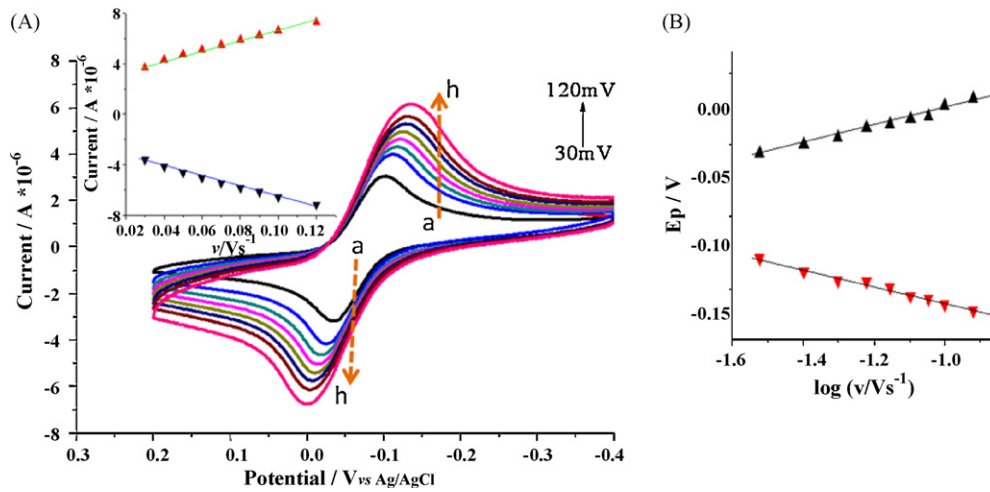 (A)
(B)
8
4
0
-4
-8
Current / A *10⁻⁶
0.02 0.04 0.06 0.08 0.10 0.12
v/Vs⁻¹
8
6
4
2
0
-2
-4
-6
-8
Current / A *10⁻⁶
h
120mV
30mV
a
a
h
0.3 0.2 0.1 0.0 -0.1 -0.2 -0.3 -0.4
Potential / V vs Ag/AgCl
0.00
-0.05
-0.10
-0.15
Ep / V
-1.6 -1.4 -1.2 -1.0
log (v/Vs⁻¹)